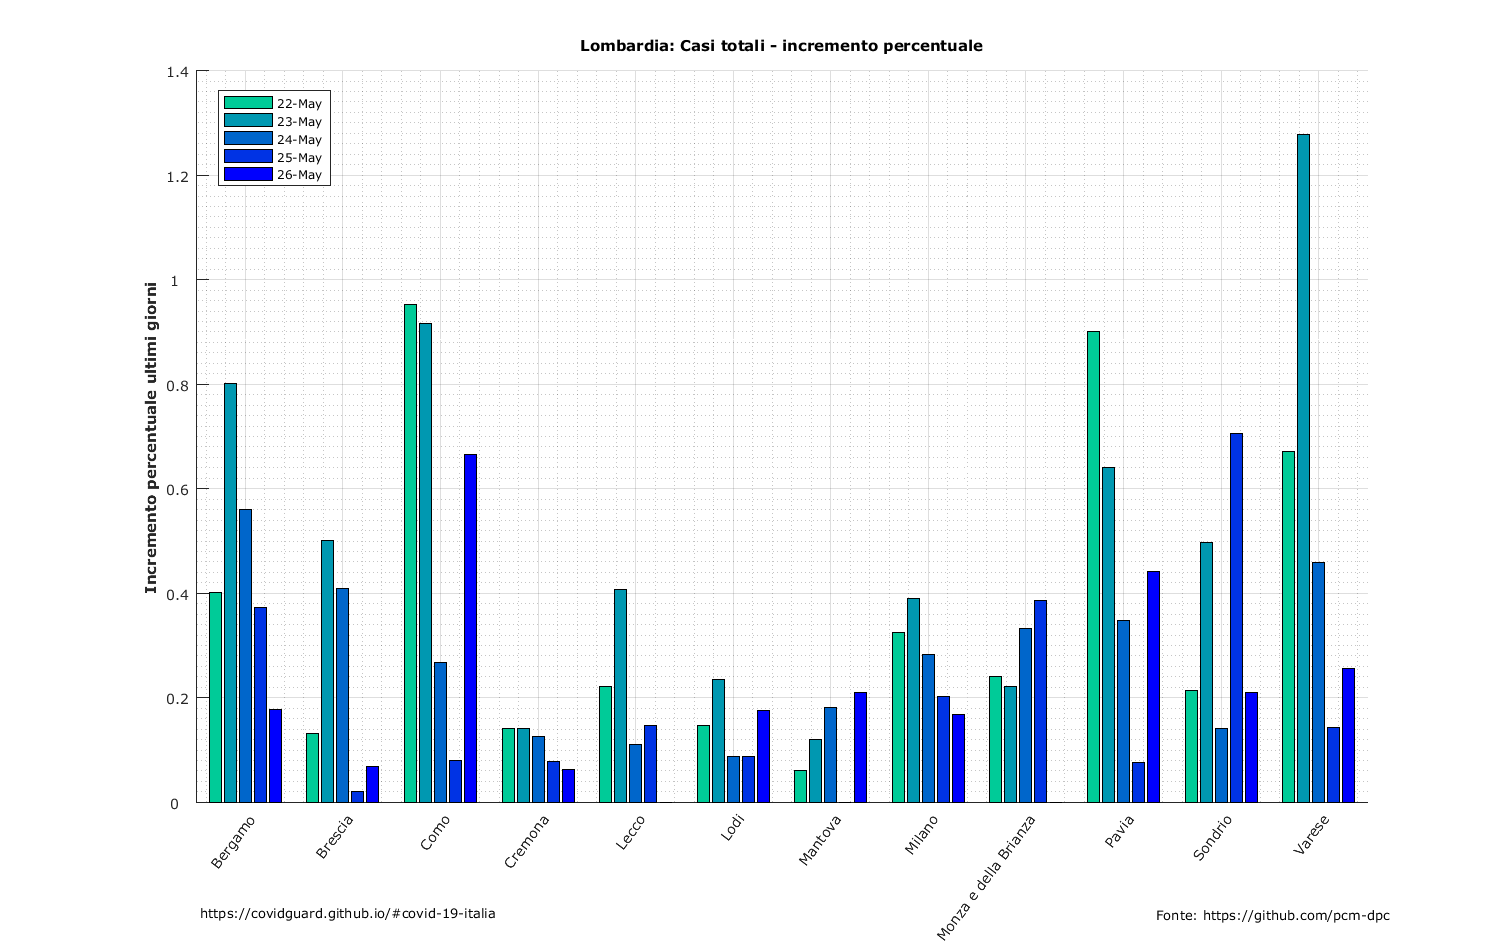 Lombardia: Casi totali - incremento percentuale
1.4
1.2
1
0.8
0.6
0.4
0.2
0
Incremento percentuale ultimi giorni
22-May
23-May
24-May
25-May
26-May
Bergamo
Brescia
Como
Cremona
Lecco
Lodi
Mantova
Milano
Monza e della Brianza
Pavia
Sondrio
Varese
https://covidguard.github.io/#covid-19-italia
Fonte: https://github.com/pcm-dpc